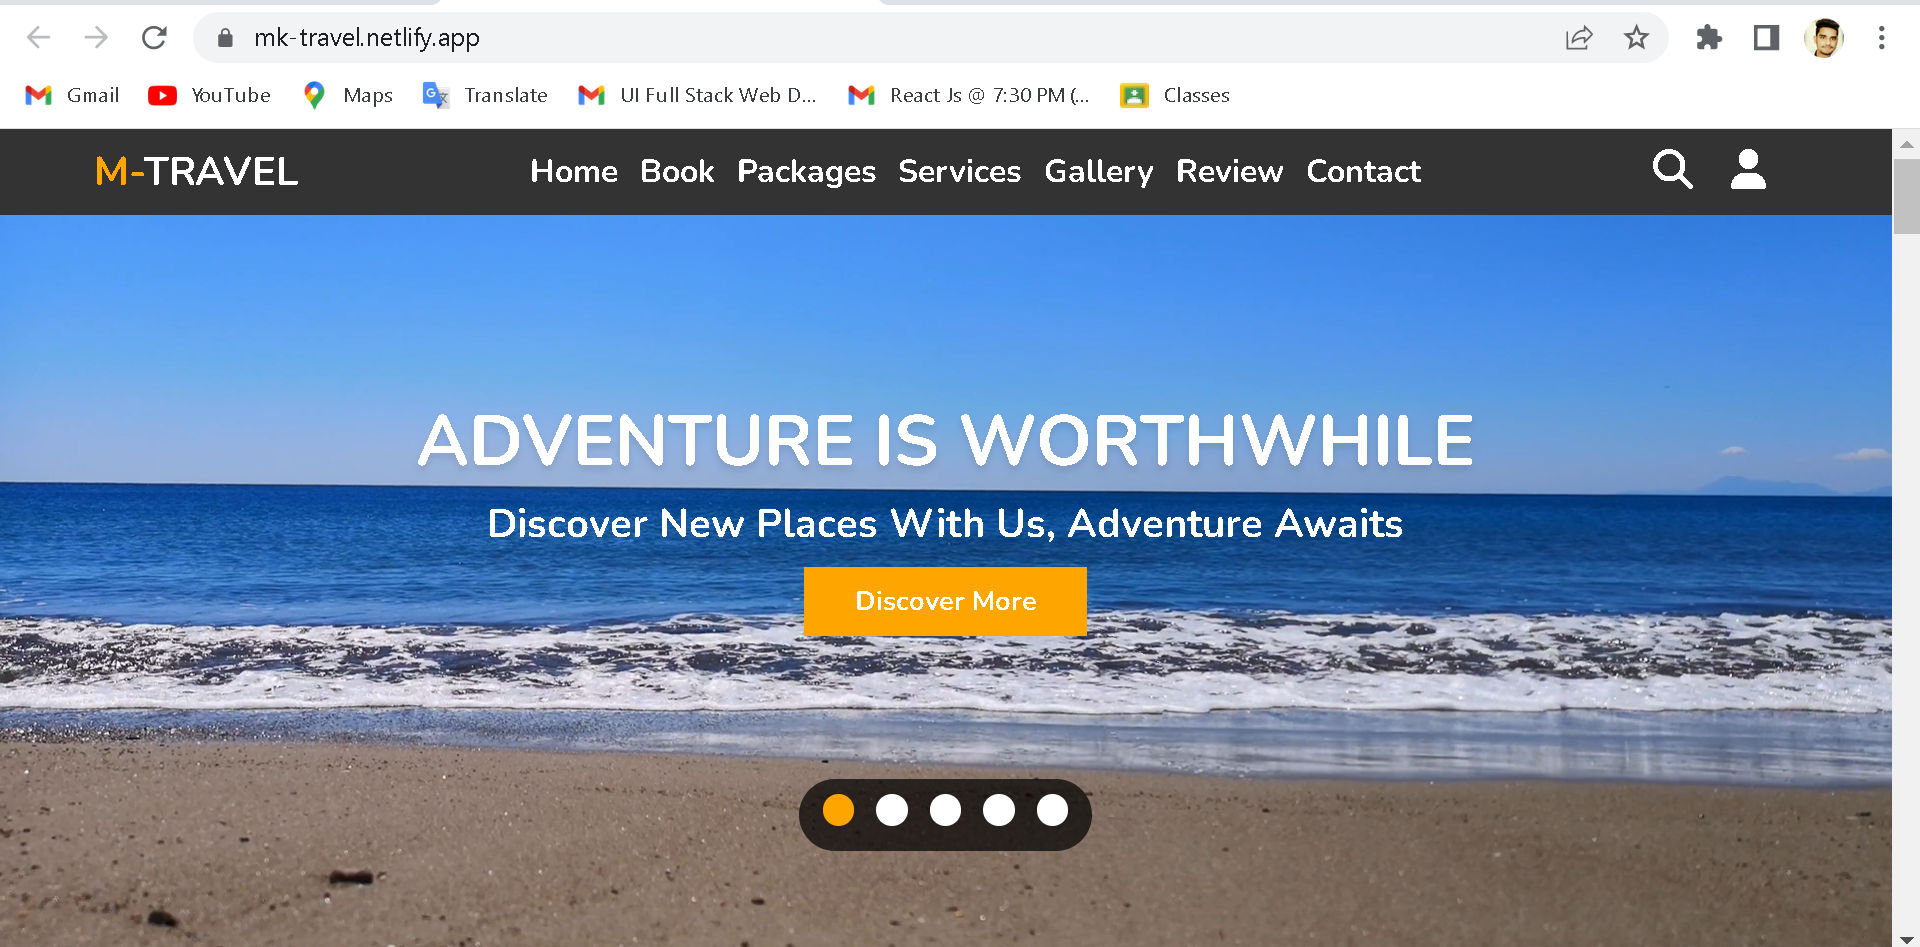 mk-travel.netlify.app
Gmail YouTube Maps Translate UI Full Stack Web D... React Js @ 7:30 PM (... Classes
M-TRAVEL Home Book Packages Services Gallery Review Contact
ADVENTURE IS WORTHWHILE
Discover New Places With Us, Adventure Awaits
Discover More